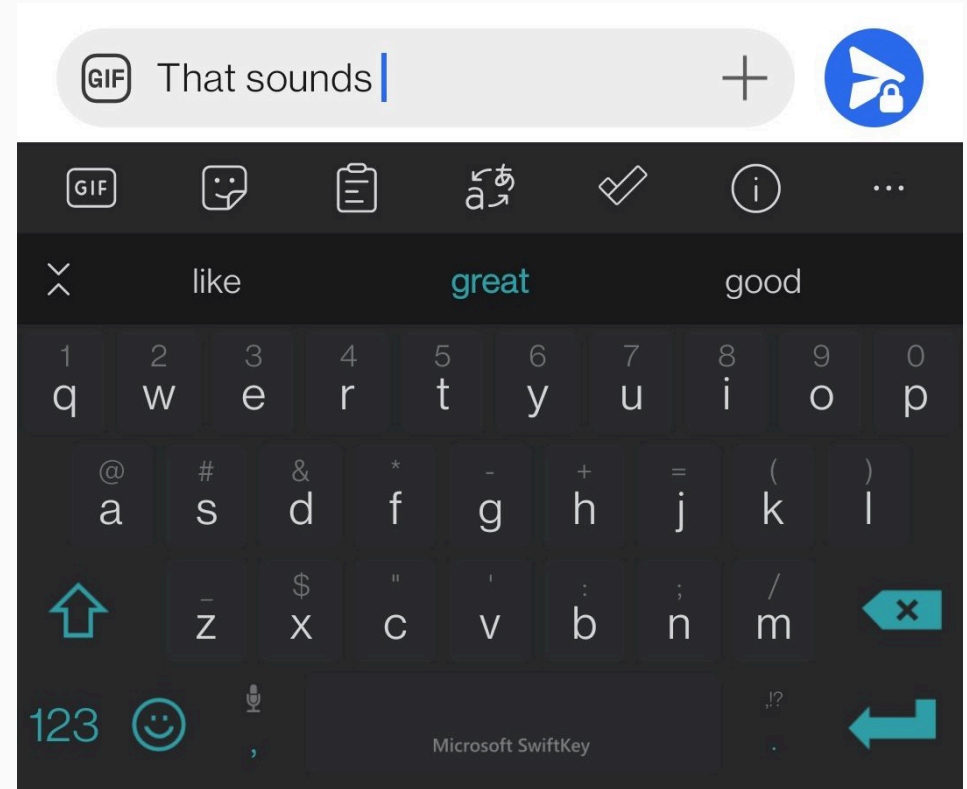 GIF That sounds
GIF a あ
like great good
1 2 3 4 5 6 7 8 9 0
q w e r t y u i o p
@ # & * - + = ( )
a s d f g h j k l
_ $ " ' : ; /
z x c v b n m
,!?
123 , Microsoft SwiftKey .